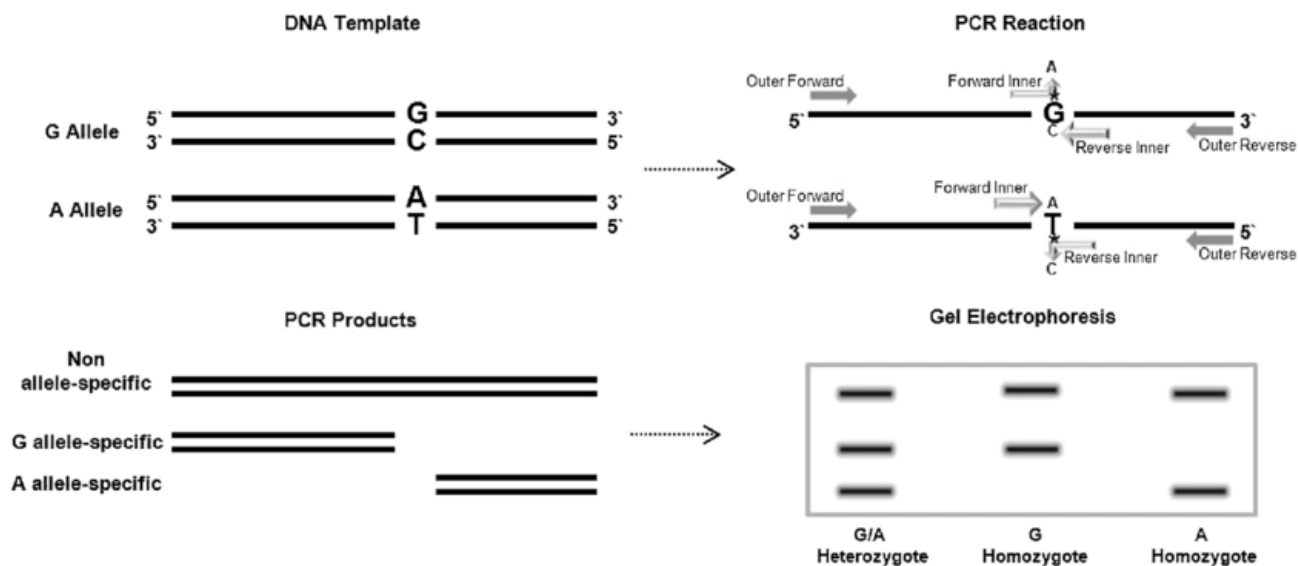 DNA Template
G Allele
5` G 3`
3` C 5`
A Allele
5` A 3`
3` T 5`
PCR Reaction
A
Outer Forward Forward Inner
5` G 3`
C
Reverse Inner Outer Reverse
Forward Inner
Outer Forward A
3` T 5`
Reverse Inner Outer Reverse
C
PCR Products
Non
allele-specific
G allele-specific
A allele-specific
Gel Electrophoresis
G/A G A
Heterozygote Homozygote Homozygote